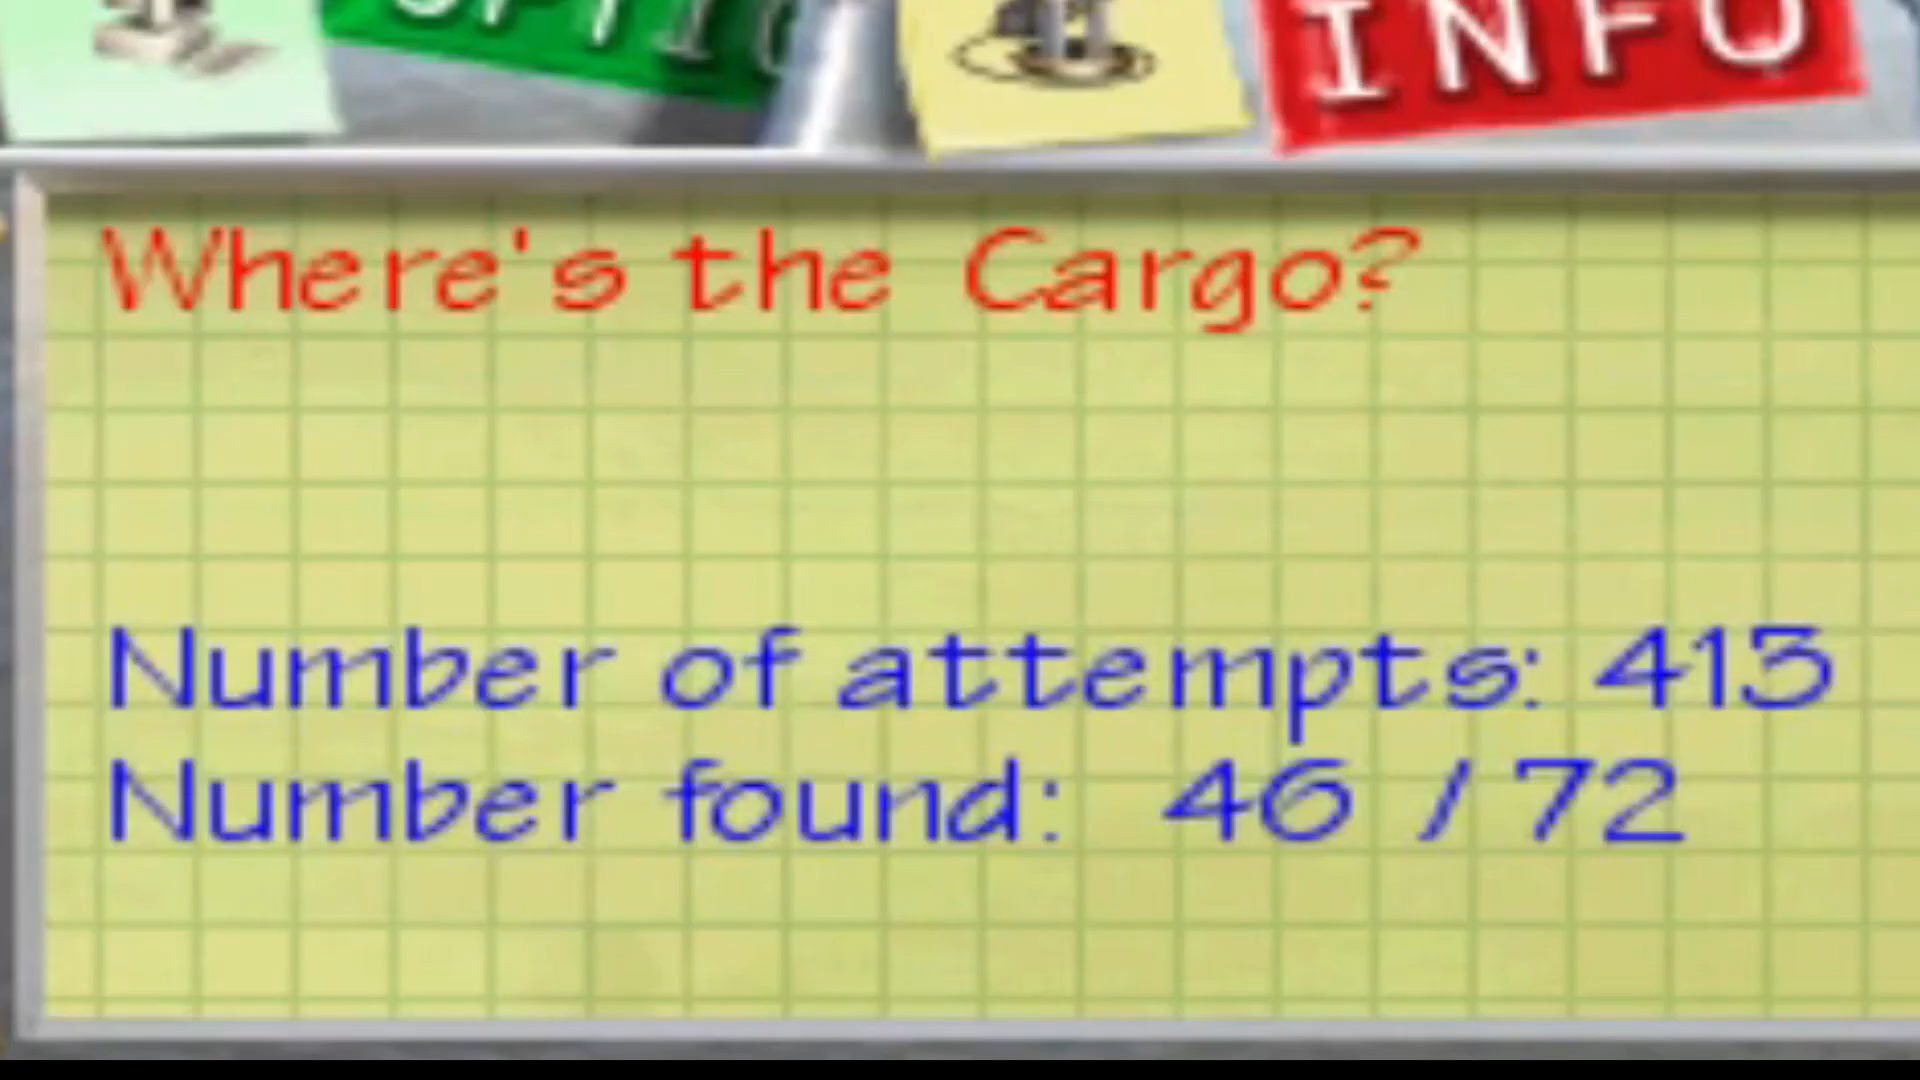 INFO
Where's the Cargo?
Number of attempts: 413
Number found: 46 / 72